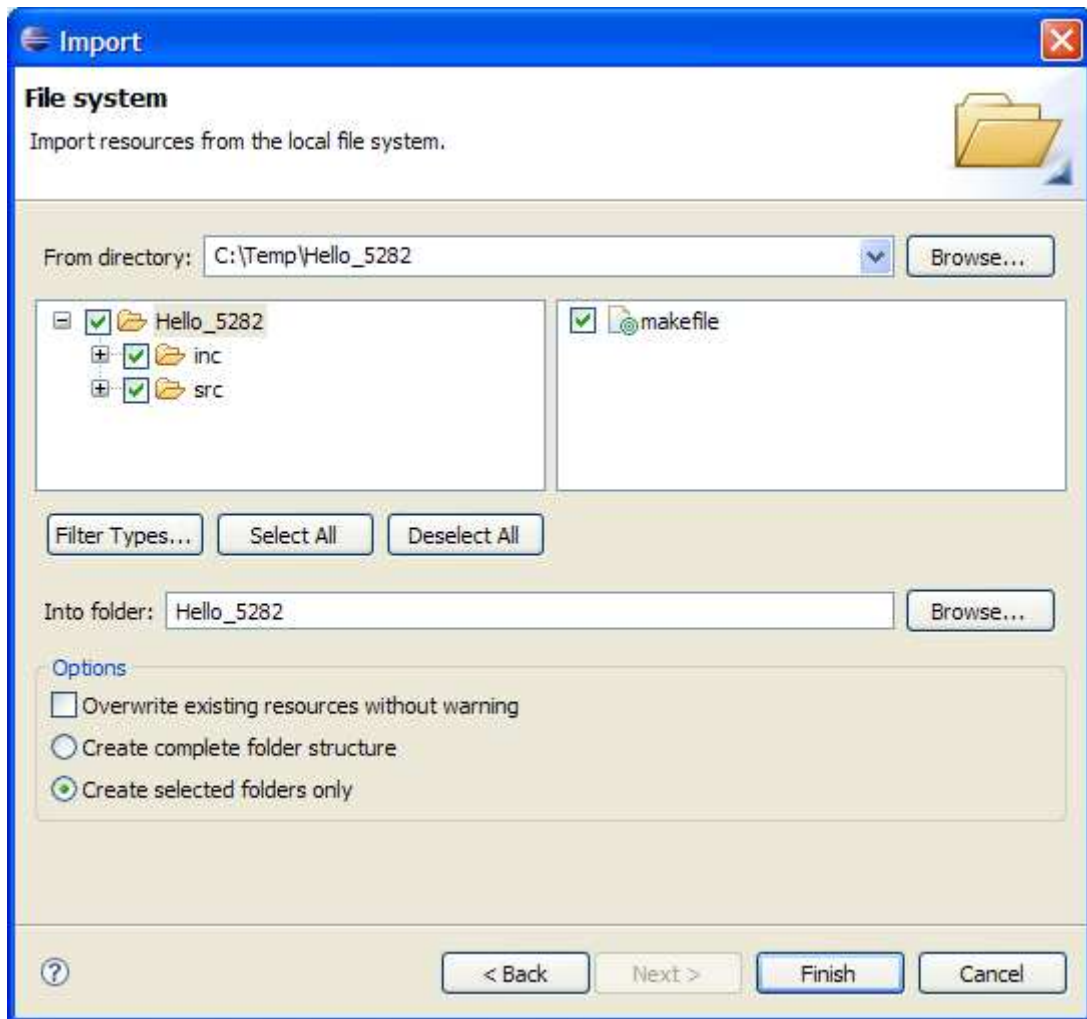 Import
File system
Import resources from the local file system.
From directory: C:\Temp\Hello_5282 Browse...
Hello_5282
inc
src
makefile
Filter Types... Select All Deselect All
Into folder: Hello_5282 Browse...
Options
Overwrite existing resources without warning
Create complete folder structure
Create selected folders only
? < Back Next > Finish Cancel